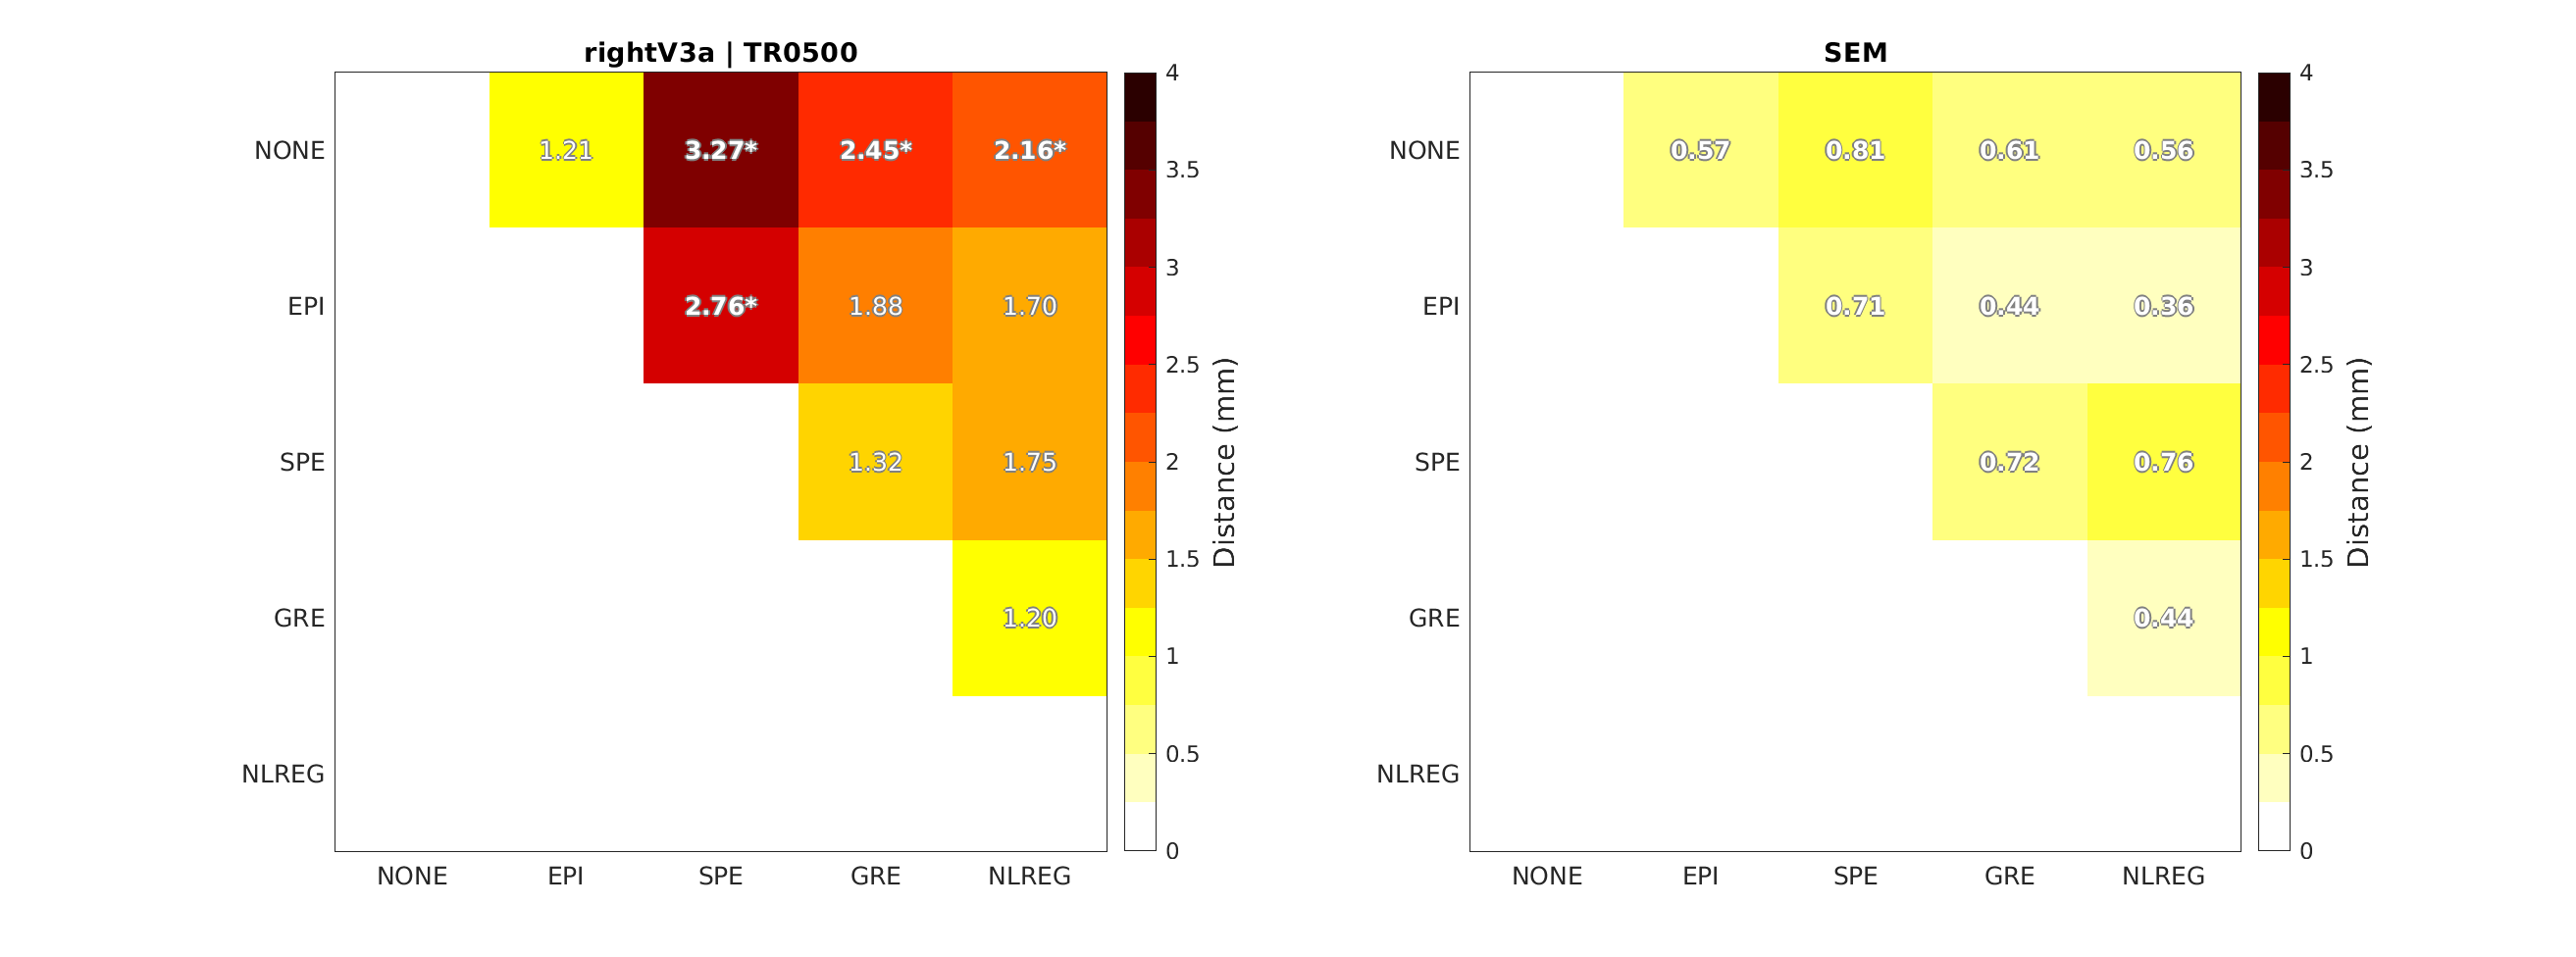 rightV3a | TR0500
NONE 1.21 3.27* 2.45* 2.16*
EPI 2.76* 1.88 1.70
SPE 1.32 1.75
GRE 1.20
NLREG
NONE EPI SPE GRE NLREG
4
3.5
3
2.5
2
1.5
1
0.5
0
Distance (mm)
SEM
NONE 0.57 0.81 0.61 0.56
EPI 0.71 0.44 0.36
SPE 0.72 0.76
GRE 0.44
NLREG
NONE EPI SPE GRE NLREG
4
3.5
3
2.5
2
1.5
1
0.5
0
Distance (mm)